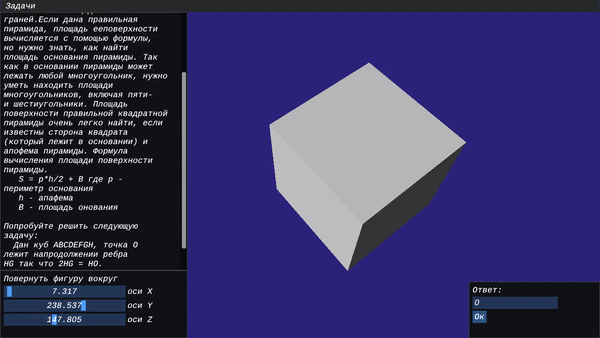 Задачи
граней.Если дана правильная
пирамида, площадь ееповерхности
вычисляется с помощью формулы,
но нужно знать, как найти
площадь основания пирамиды. Так
как в основании пирамиды может
лежать любой многоугольник, нужно
уметь находить площади
многоугольников, включая пяти-
и шестиугольники. Площадь
поверхности правильной квадратной
пирамиды очень легко найти, если
известны сторона квадрата
(который лежит в основании) и
апофема пирамиды. Формула
вычисления площади поверхности
пирамиды.
S = p*h/2 + B где p -
периметр основания
h - апафема
B - площадь онования
Попробуйте решить следующую
задачу:
Дан куб ABCDEFGH, точка O
лежит напродолжении ребра
HG так что 2HG = HO.
Повернуть фигуру вокруг
7.317 оси X
238.537 оси Y
147.805 оси Z
Ответ:
0
Ок